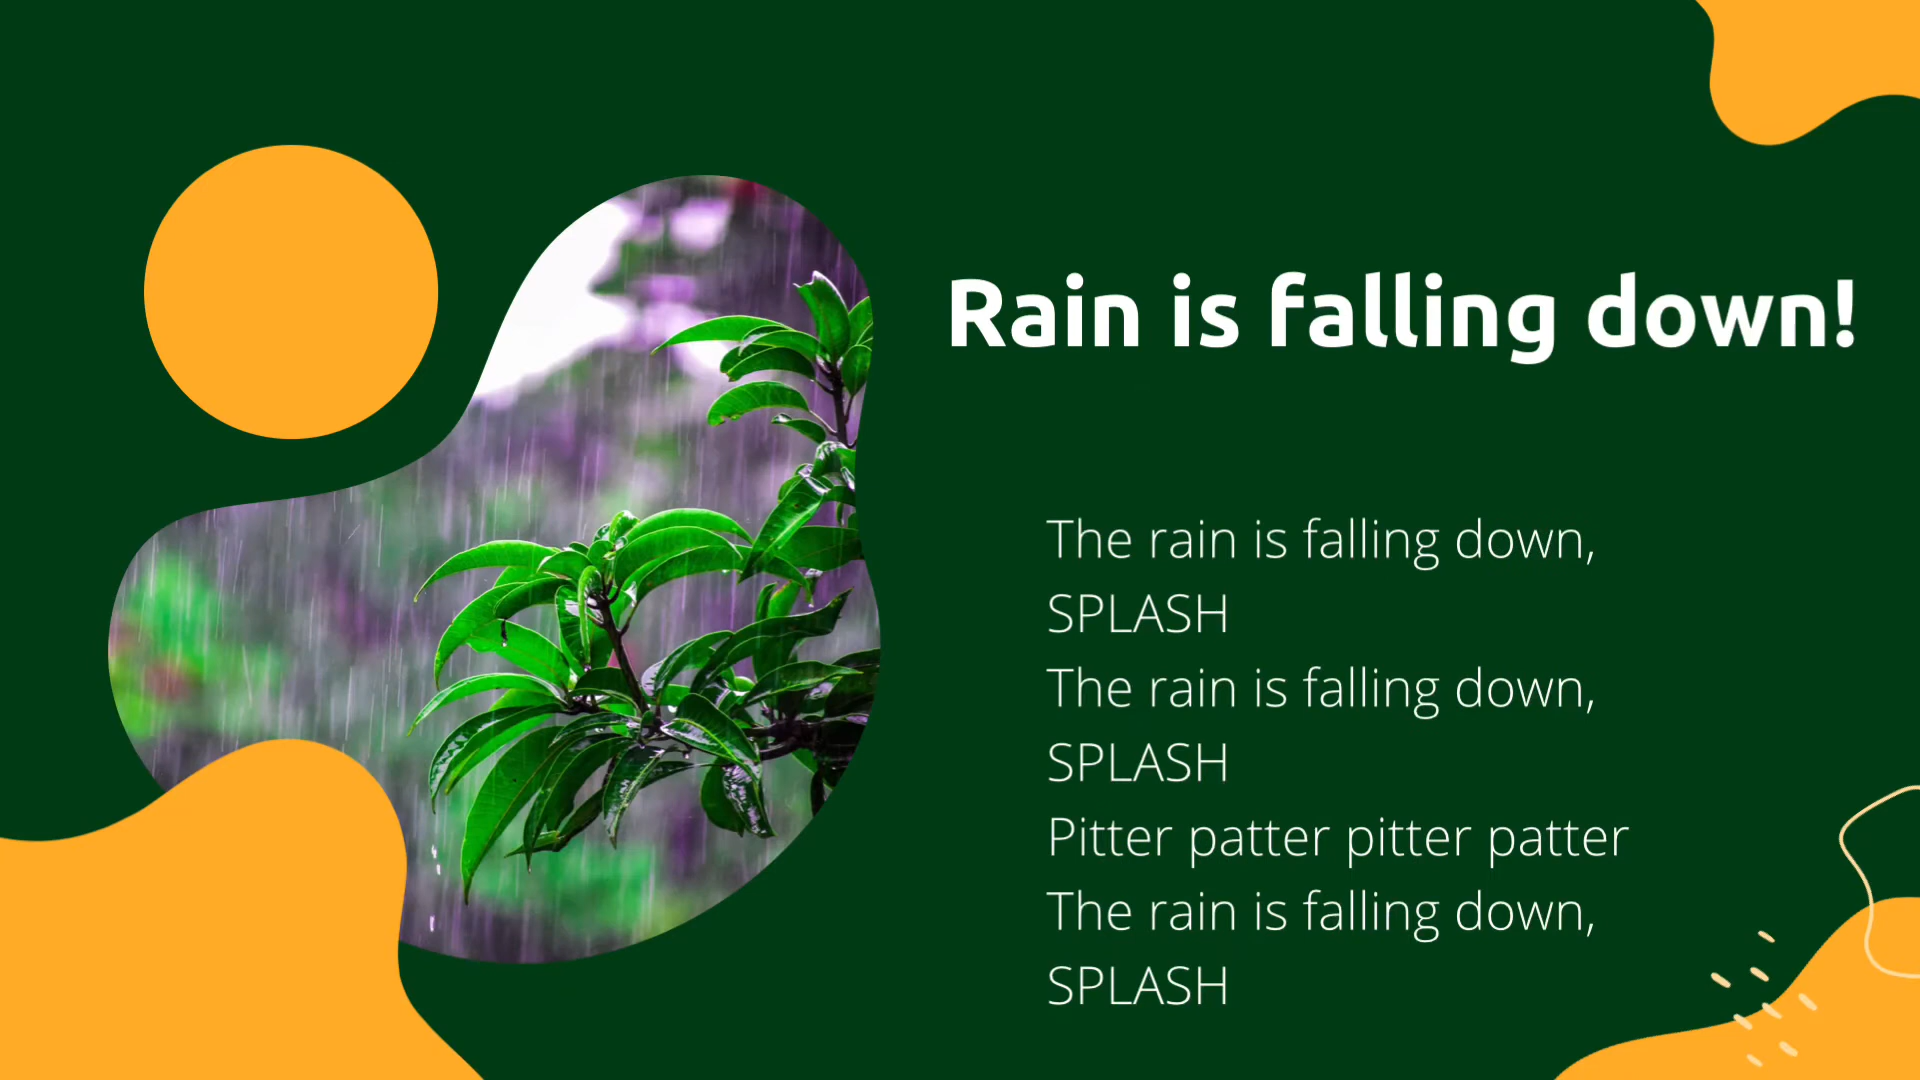 Rain is falling down!
The rain is falling down,
SPLASH
The rain is falling down,
SPLASH
Pitter patter pitter patter
The rain is falling down,
SPLASH